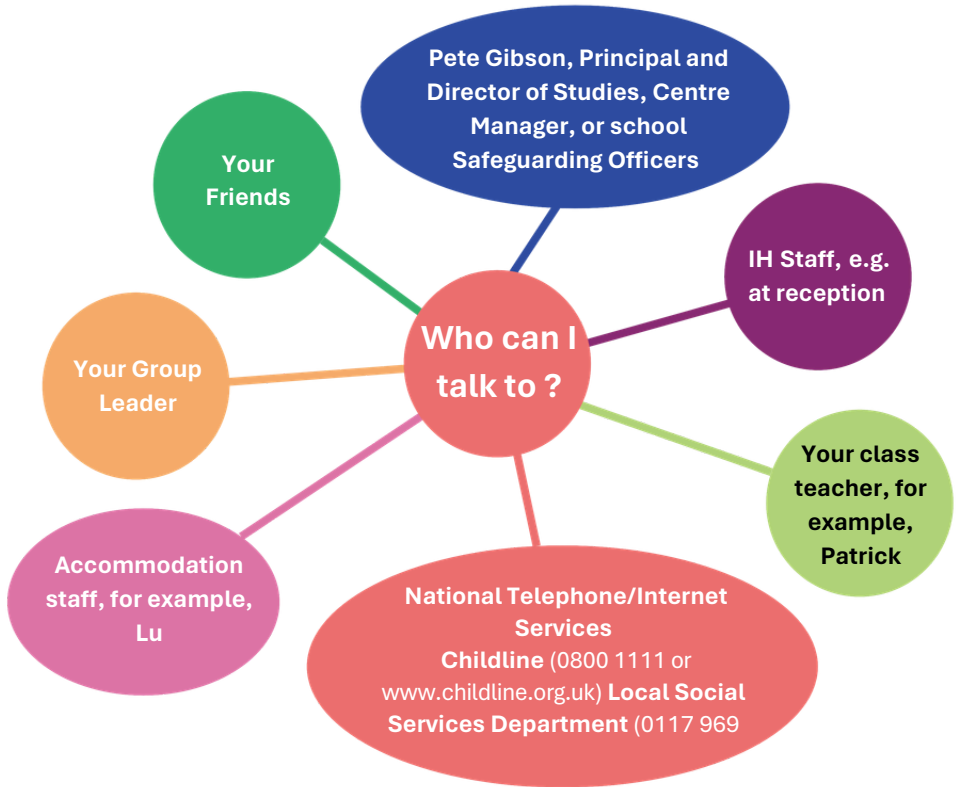 Pete Gibson, Principal and
Director of Studies, Centre
Manager, or school
Safeguarding Officers
Your
Friends
IH Staff, e.g.
at reception
Who can I
talk to ?
Your Group
Leader
Your class
teacher, for
example,
Patrick
Accommodation
staff, for example,
Lu
National Telephone/Internet
Services
Childline (0800 1111 or
www.childline.org.uk) Local Social
Services Department (0117 969